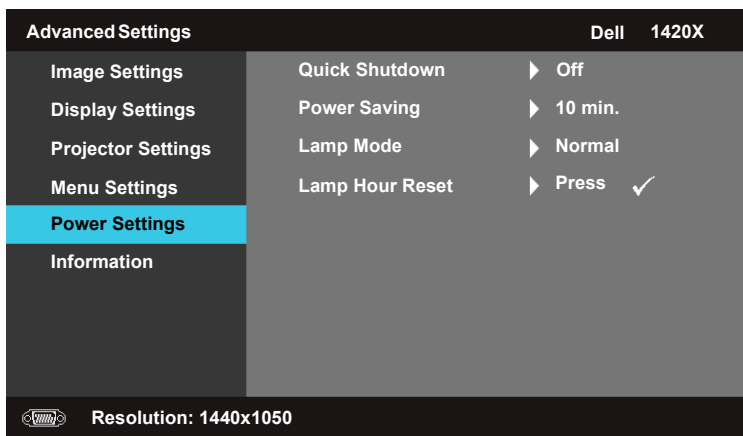 Advanced Settings Dell 1420X
Image Settings Quick Shutdown Off
Display Settings Power Saving 10 min.
Projector Settings Lamp Mode Normal
Menu Settings Lamp Hour Reset Press
Power Settings
Information
Resolution: 1440x1050